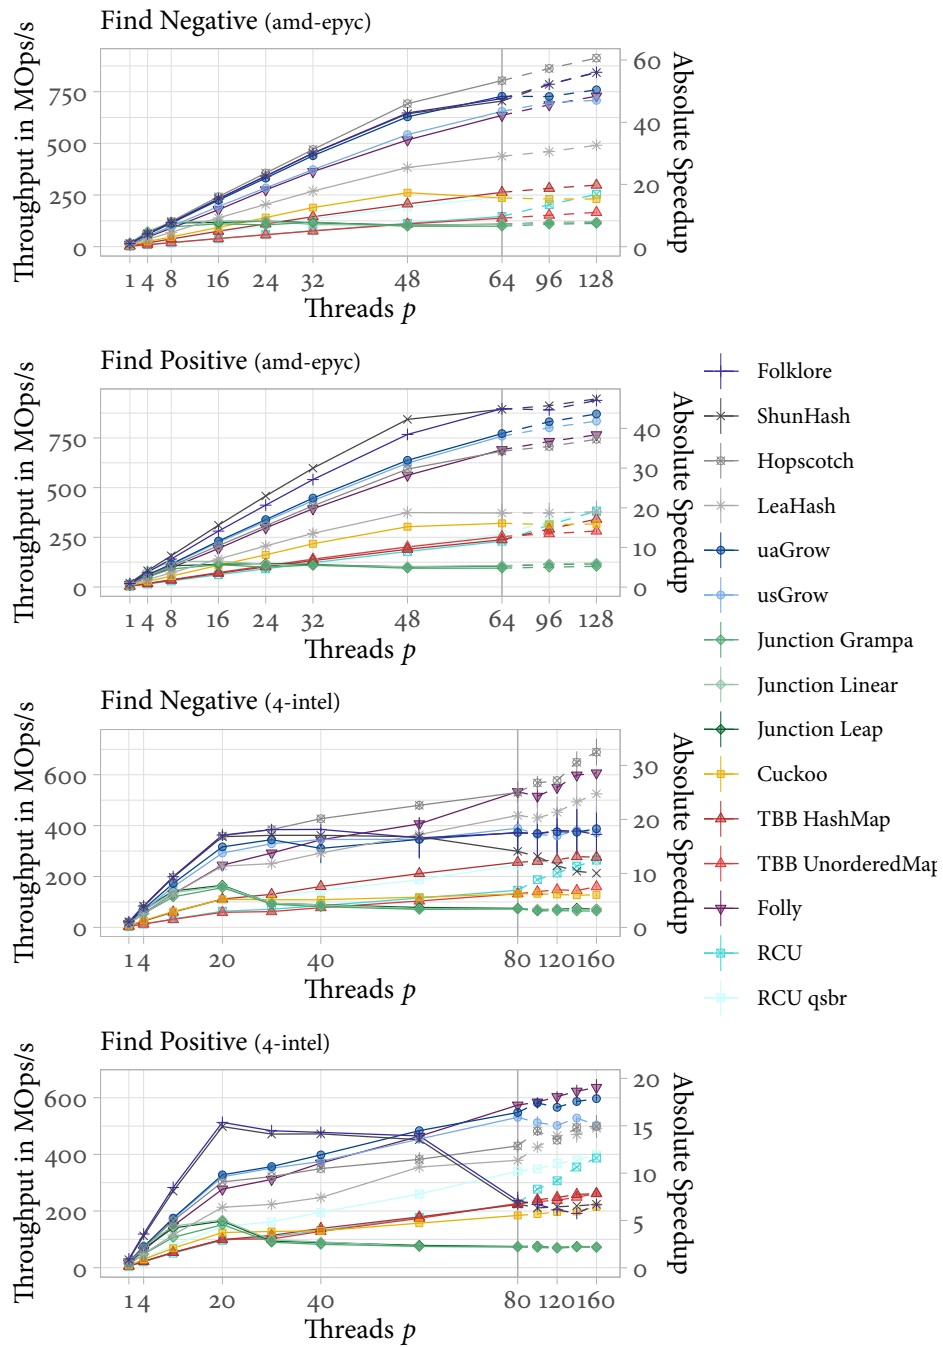 Find Negative (amd-epyc)
Throughput in MOps/s
750
500
250
0
60
40
20
0
Absolute Speedup
1 4 8 16 24 32 48 64 96 128
Threads p
Find Positive (amd-epyc)
Throughput in MOps/s
750
500
250
0
40
30
20
10
0
Absolute Speedup
1 4 8 16 24 32 48 64 96 128
Threads p
Folklore
ShunHash
Hopscotch
LeaHash
uaGrow
usGrow
Junction Grampa
Junction Linear
Junction Leap
Cuckoo
TBB HashMap
TBB UnorderedMap
Folly
RCU
RCU qsbr
Find Negative (4-intel)
Throughput in MOps/s
600
400
200
0
30
20
10
0
Absolute Speedup
1 4 20 40 80 120 160
Threads p
Find Positive (4-intel)
Throughput in MOps/s
600
400
200
0
20
15
10
5
0
Absolute Speedup
1 4 20 40 80 120 160
Threads p